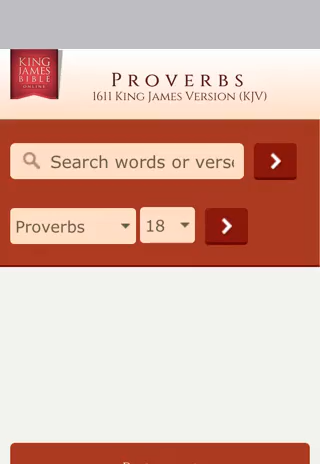 KING
JAMES
BIBLE
ONLINE
PROVERBS
1611 KING JAMES VERSION (KJV)
Search words or verse
Proverbs
18